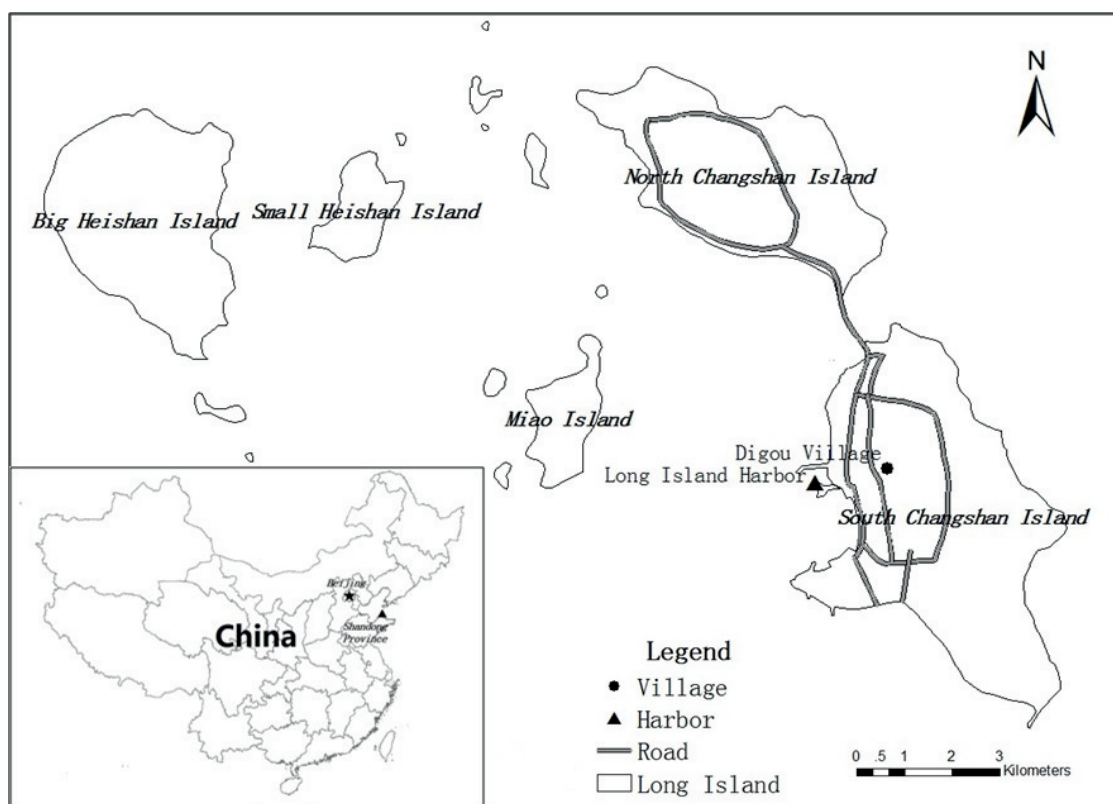 N
North Changshan Island
Small Heishan Island
Big Heishan Island
Miao Island
Digou Village
Long Island Harbor
South Changshan Island
Beijing
Shandong
Province
China
Legend
Village
Harbor
Road
Long Island
0 .5 1 2 3
Kilometers